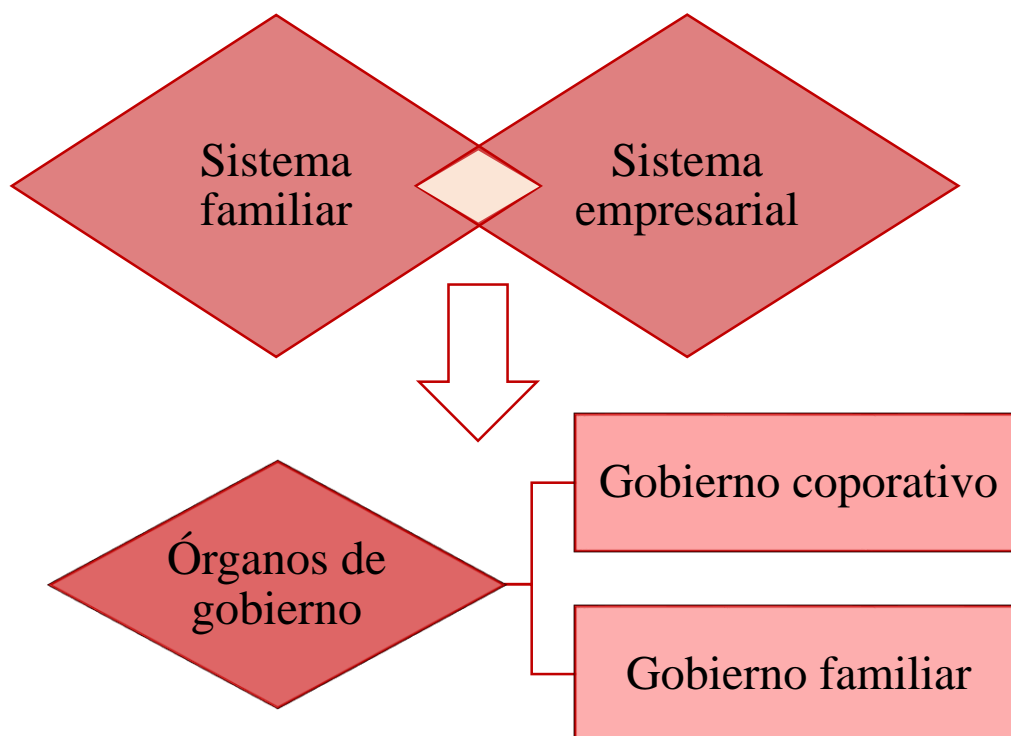 Sistema
familiar
Sistema
empresarial
Órganos de
gobierno
Gobierno coporativo
Gobierno familiar